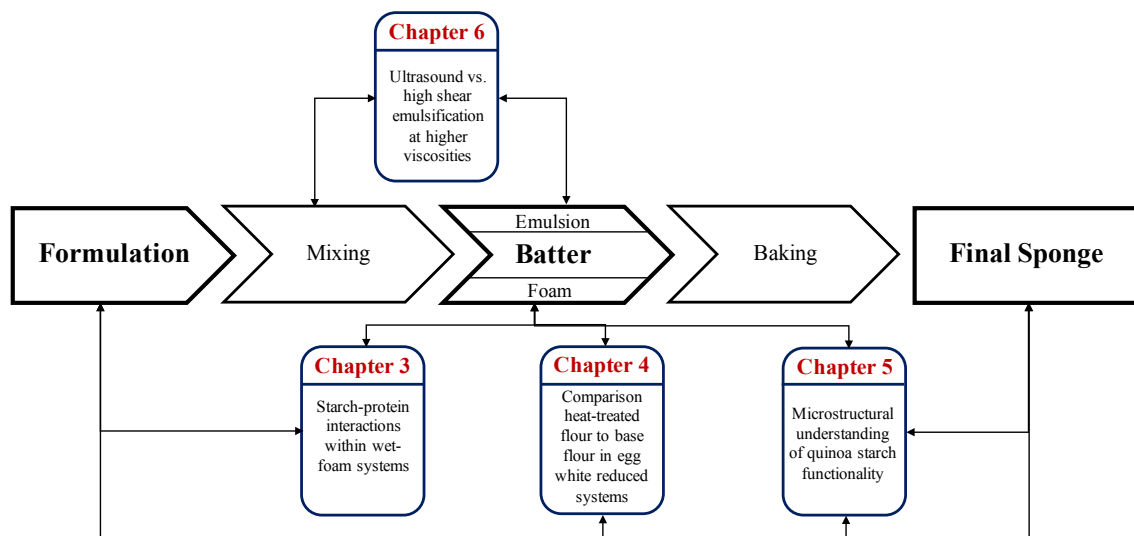 Chapter 6
Ultrasound vs.
high shear
emulsification
at higher
viscosities
Formulation
Mixing
Emulsion
Batter
Foam
Baking
Final Sponge
Chapter 3
Starch-protein
interactions
within wet-
foam systems
Chapter 4
Comparison
heat-treated
flour to base
flour in egg
white reduced
systems
Chapter 5
Microstructural
understanding
of quinoa starch
functionality